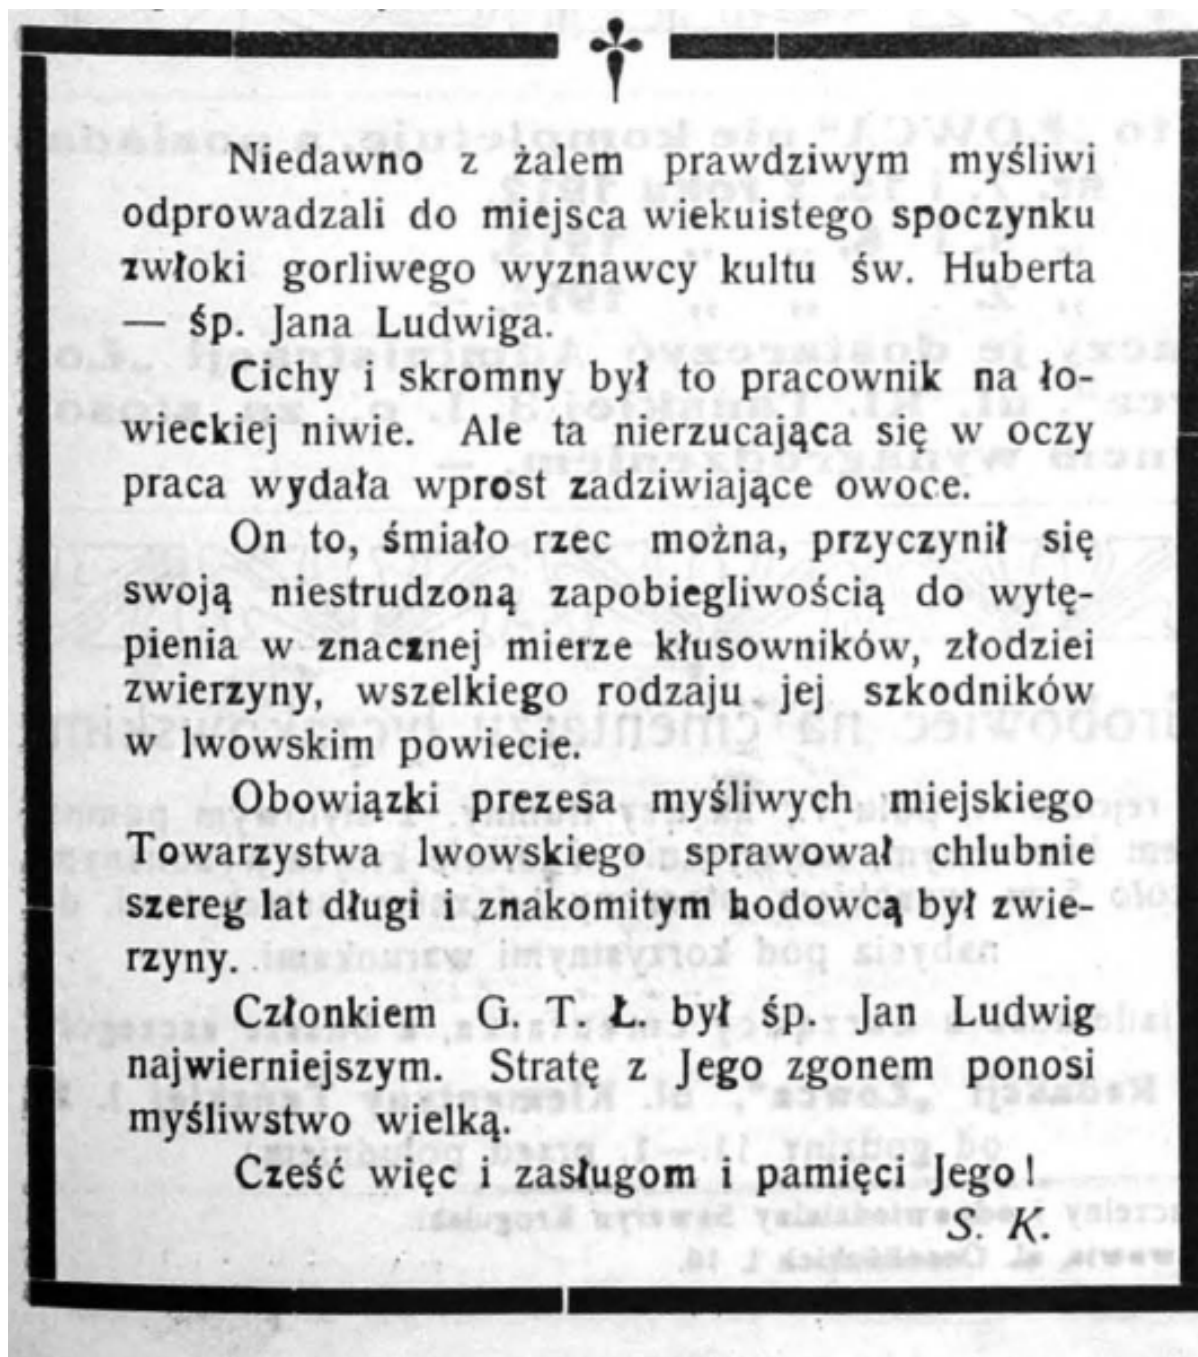 Niedawno z żalem prawdziwym myśliwi
odprowadzali do miejsca wiekuistego spoczynku
zwłoki gorliwego wyznawcy kultu św. Huberta
— śp. Jana Ludwiga.
Cichy i skromny był to pracownik na ło-
wieckiej niwie. Ale ta nierzucająca się w oczy
praca wydała wprost zadziwiające owoce.
On to, śmiało rzec można, przyczynił się
swoją niestrudzoną zapobiegliwością do wytę-
pienia w znacznej mierze kłusowników, złodziei
zwierzyny, wszelkiego rodzaju jej szkodników
w lwowskim powiecie.
Obowiązki prezesa myśliwych miejskiego
Towarzystwa lwowskiego sprawował chlubnie
szereg lat długi i znakomitym hodowcą był zwie-
rzyny.
Członkiem G. T. Ł. był śp. Jan Ludwig
najwierniejszym. Stratę z Jego zgonem ponosi
myśliwstwo wielką.
Cześć więc i zasługom i pamięci Jego!
S. K.